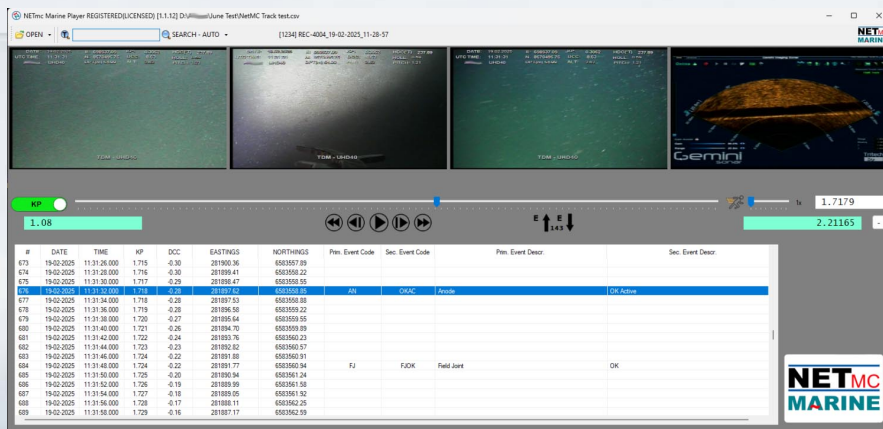 NETmc Marine Player REGISTERED(LICENSED) [1.1.12] D:\ \June Test\NetMC Track test.csv
OPEN SEARCH - AUTO [1234] REC-4004_19-02-2025_11-28-57
NETMC
MARINE
TDM - UHD40 TDM - UHD40 TDM - UHD40
Gemini
sonar
Tritech
KP 1x 1.7179
1.08 E E 143 2.21165 -
# DATE TIME KP DCC EASTINGS NORTHINGS Prim. Event Code Sec. Event Code Prim. Event Descr. Sec. Event Descr.
673 19-02-2025 11:31:26.000 1.715 -0.30 281900.36 6583557.89
674 19-02-2025 11:31:28.000 1.716 -0.30 281899.41 6583558.22
675 19-02-2025 11:31:30.000 1.717 -0.29 281898.47 6583558.55
676 19-02-2025 11:31:32.000 1.718 -0.28 281897.62 6583558.85 AN OKAC Anode OK Active
677 19-02-2025 11:31:34.000 1.718 -0.28 281897.53 6583558.88
678 19-02-2025 11:31:36.000 1.719 -0.28 281896.58 6583559.22
679 19-02-2025 11:31:38.000 1.720 -0.27 281895.64 6583559.55
680 19-02-2025 11:31:40.000 1.721 -0.26 281894.70 6583559.89
681 19-02-2025 11:31:42.000 1.722 -0.24 281893.76 6583560.23
682 19-02-2025 11:31:44.000 1.723 -0.23 281892.82 6583560.57
683 19-02-2025 11:31:46.000 1.724 -0.22 281891.88 6583560.91
684 19-02-2025 11:31:48.000 1.724 -0.22 281891.77 6583560.94 FJ FJOK Field Joint OK
685 19-02-2025 11:31:50.000 1.725 -0.20 281890.94 6583561.24
686 19-02-2025 11:31:52.000 1.726 -0.19 281889.99 6583561.58
687 19-02-2025 11:31:54.000 1.727 -0.18 281889.05 6583561.92
688 19-02-2025 11:31:56.000 1.728 -0.17 281888.11 6583562.25
689 19-02-2025 11:31:58.000 1.729 -0.16 281887.17 6583562.59
NETMC
MARINE